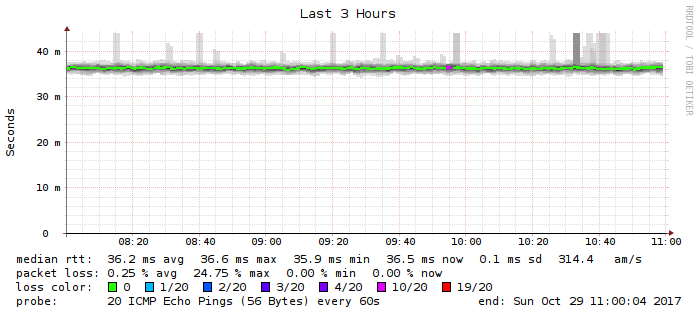 Last 3 Hours
RRDTOOL / TOBI OETIKER
Seconds
40 m
30 m
20 m
10 m
0
08:20 08:40 09:00 09:20 09:40 10:00 10:20 10:40 11:00
median rtt: 36.2 ms avg 36.6 ms max 35.9 ms min 36.5 ms now 0.1 ms sd 314.4 am/s
packet loss: 0.25 % avg 24.75 % max 0.00 % min 0.00 % now
loss color: 0 1/20 2/20 3/20 4/20 10/20 19/20
probe: 20 ICMP Echo Pings (56 Bytes) every 60s end: Sun Oct 29 11:00:04 2017